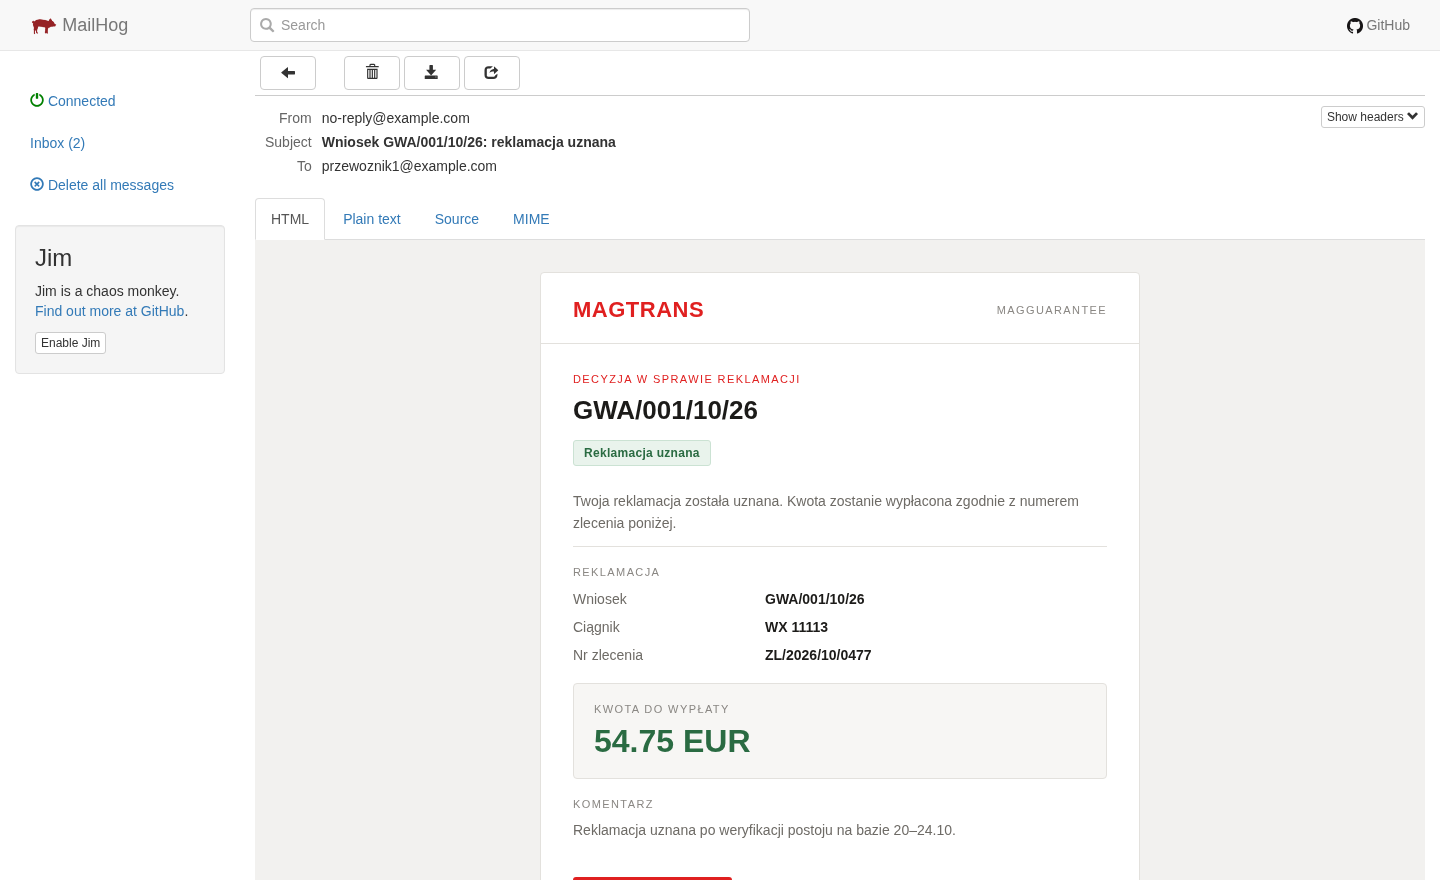 MailHog
Search
GitHub
Connected
Inbox (2)
Delete all messages
Jim
Jim is a chaos monkey.
Find out more at GitHub.
Enable Jim
From no-reply@example.com
Show headers
Subject Wniosek GWA/001/10/26: reklamacja uznana
To przewoznik1@example.com
HTML Plain text Source MIME
MAGTRANS
MAGGUARANTEE
DECYZJA W SPRAWIE REKLAMACJI
GWA/001/10/26
Reklamacja uznana
Twoja reklamacja została uznana. Kwota zostanie wypłacona zgodnie z numerem
zlecenia poniżej.
REKLAMACJA
Wniosek GWA/001/10/26
Ciągnik WX 11113
Nr zlecenia ZL/2026/10/0477
KWOTA DO WYPŁATY
54.75 EUR
KOMENTARZ
Reklamacja uznana po weryfikacji postoju na bazie 20–24.10.